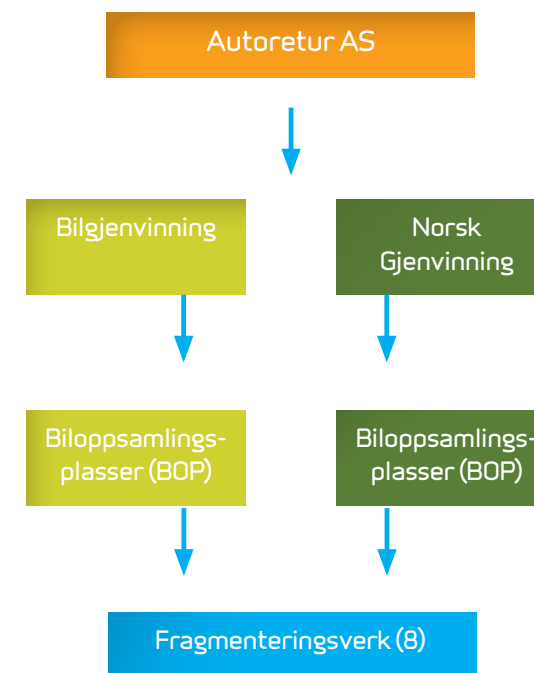 Autoretur AS
Bilgjenvinning
Norsk
Gjenvinning
Biloppsamlings-
plasser (BOP)
Biloppsamlings-
plasser (BOP)
Fragmenteringsverk (8)